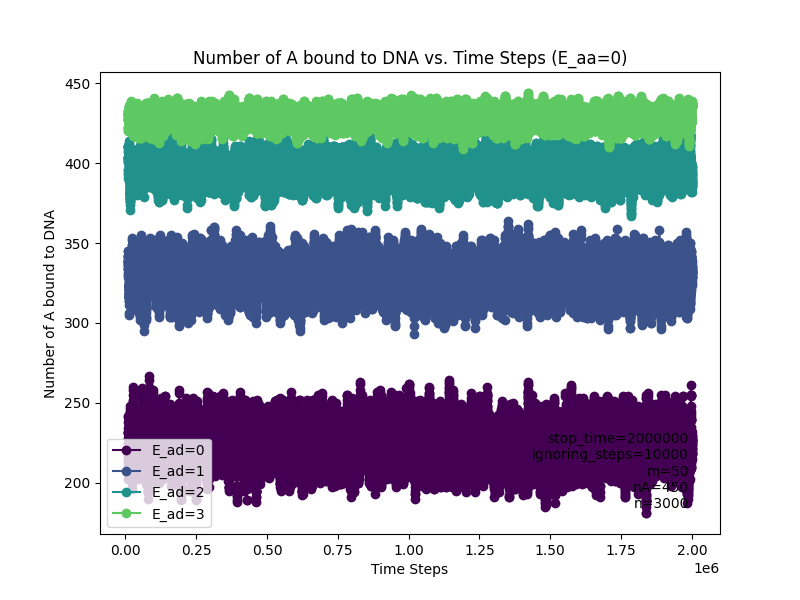 Number of A bound to DNA vs. Time Steps (E_aa=0)
450
400
350
300
250
200
Number of A bound to DNA
E_ad=0
E_ad=1
E_ad=2
E_ad=3
stop_time=2000000
ignoring_steps=10000
m=50
nA=450
n=3000
0.00 0.25 0.50 0.75 1.00 1.25 1.50 1.75 2.00
1e6
Time Steps